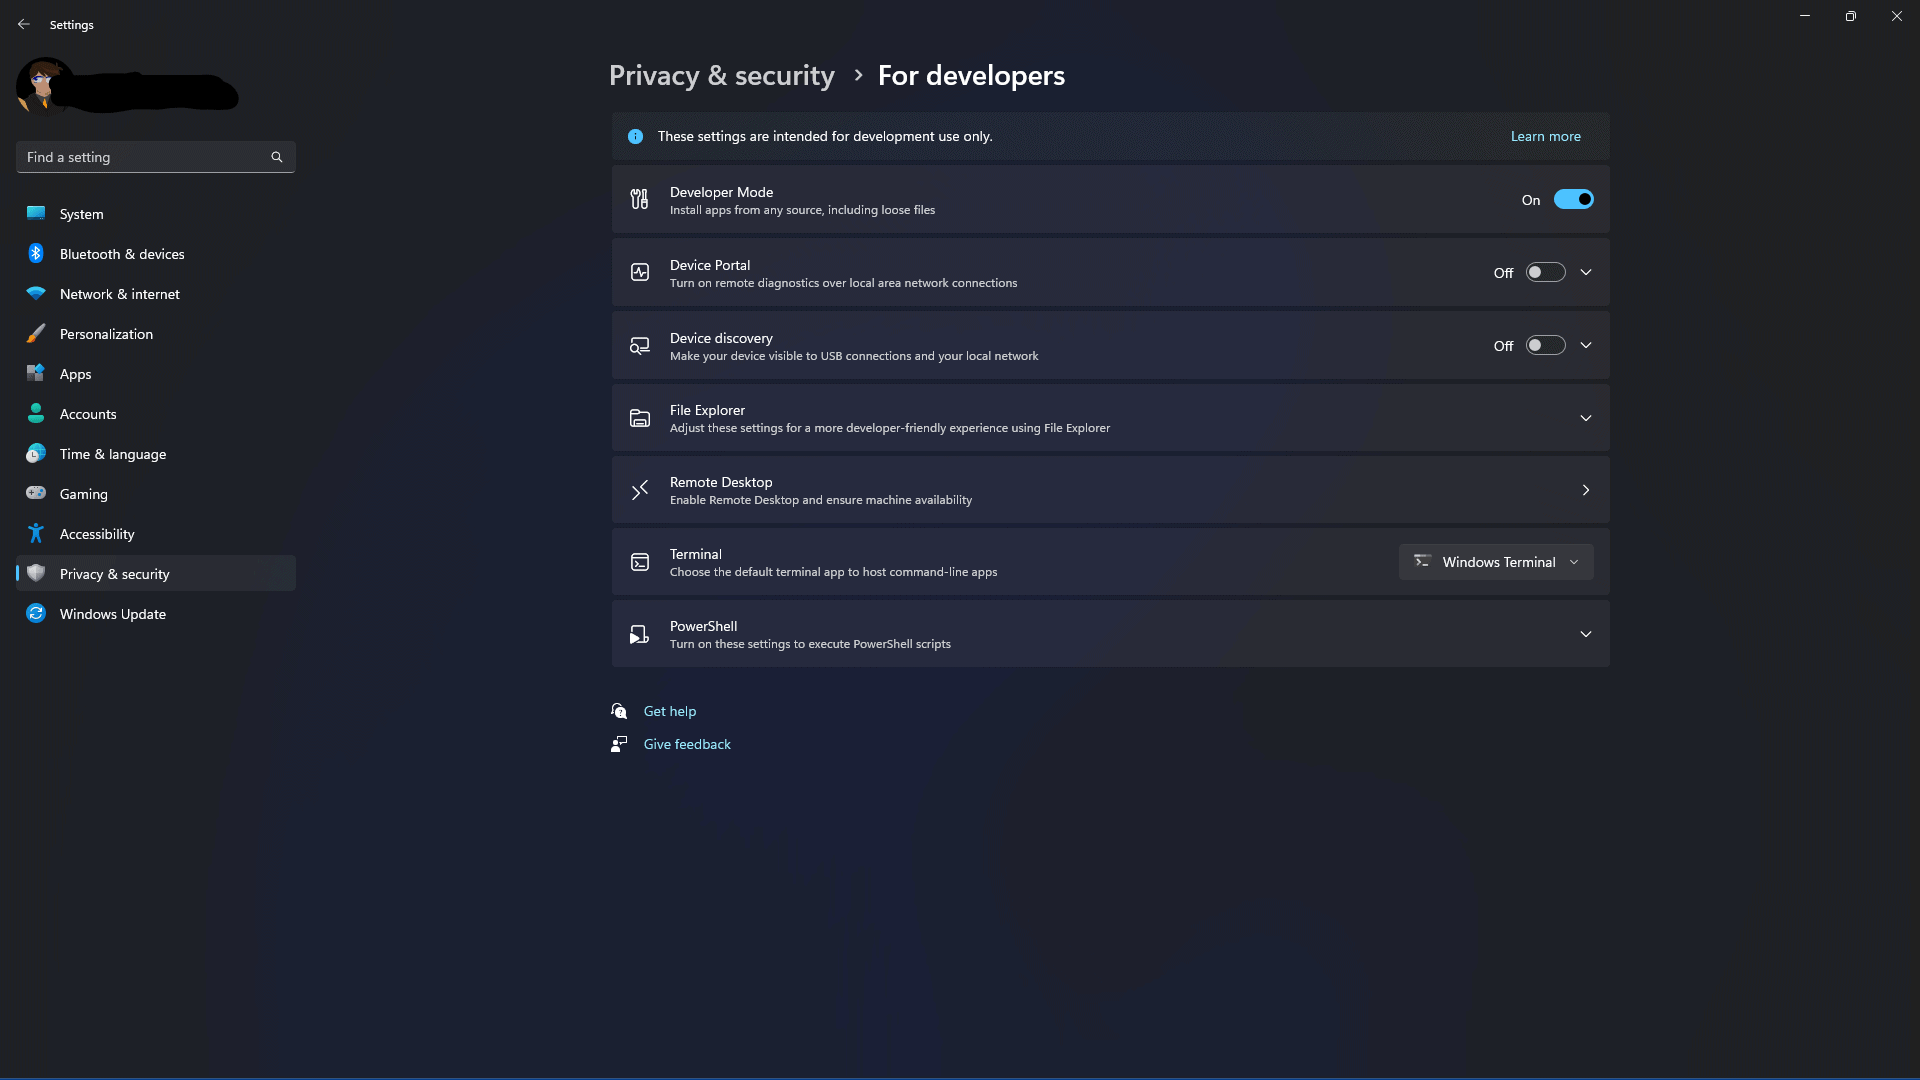 Settings
Find a setting
System
Bluetooth & devices
Network & internet
Personalization
Apps
Accounts
Time & language
Gaming
Accessibility
Privacy & security
Windows Update
Privacy & security > For developers
These settings are intended for development use only.
Learn more
Developer Mode
Install apps from any source, including loose files
On
Device Portal
Turn on remote diagnostics over local area network connections
Off
Device discovery
Make your device visible to USB connections and your local network
Off
File Explorer
Adjust these settings for a more developer-friendly experience using File Explorer
Remote Desktop
Enable Remote Desktop and ensure machine availability
Terminal
Choose the default terminal app to host command-line apps
Windows Terminal
PowerShell
Turn on these settings to execute PowerShell scripts
Get help
Give feedback